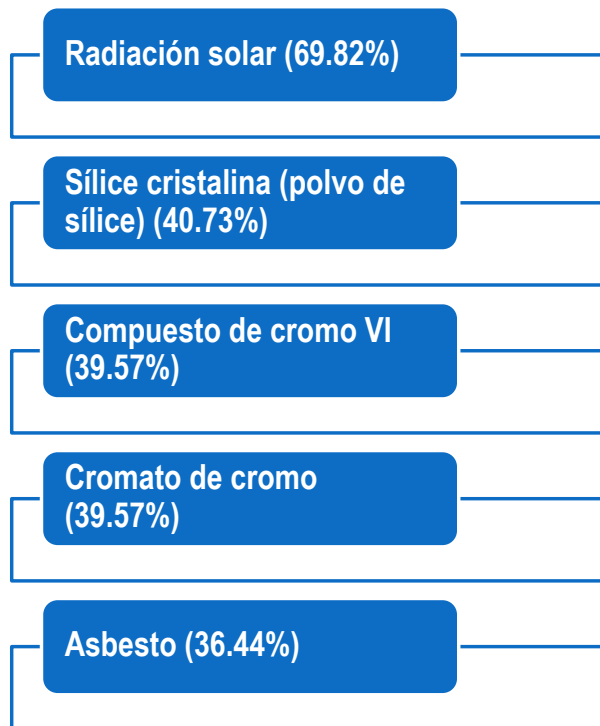 Radiación solar (69.82%)
Sílice cristalina (polvo de
sílice) (40.73%)
Compuesto de cromo VI
(39.57%)
Cromato de cromo
(39.57%)
Asbesto (36.44%)